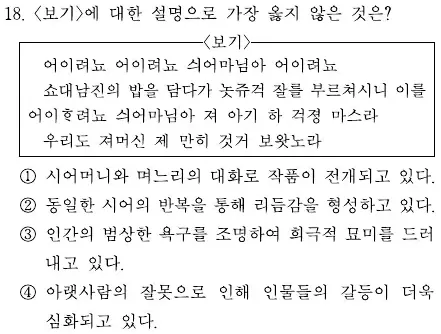 18. 〈보기〉에 대한 설명으로 가장 옳지 않은 것은?
〈보기〉
어이려뇨 어이려뇨 싀어마님아 어이려뇨
쇼대남진의 밥을 담다가 놋쥬걱 잘를 부르쳐시니 이를
어이ᄒ려뇨 싀어마님아 져 아기 하 걱졍 마스라
우리도 져머신 제 만히 것거 보왓노라
① 시어머니와 며느리의 대화로 작품이 전개되고 있다.
② 동일한 시어의 반복을 통해 리듬감을 형성하고 있다.
③ 인간의 범상한 욕구를 조명하여 희극적 묘미를 드러
내고 있다.
④ 아랫사람의 잘못으로 인해 인물들의 갈등이 더욱
심화되고 있다.